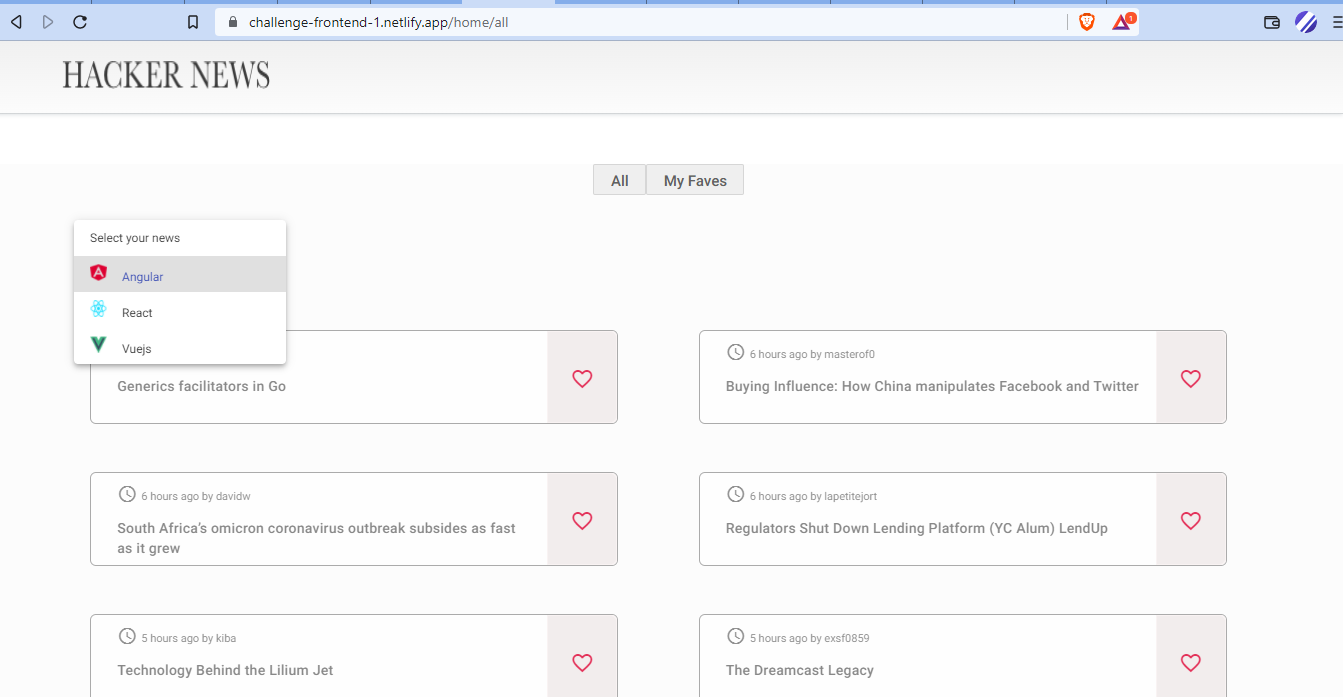 challenge-frontend-1.netlify.app/home/all
1
HACKER NEWS
All
My Faves
Select your news
Angular
React
Vuejs
Generics facilitators in Go
6 hours ago by masterof0
Buying Influence: How China manipulates Facebook and Twitter
6 hours ago by davidw
South Africa's omicron coronavirus outbreak subsides as fast
as it grew
6 hours ago by lapetitejort
Regulators Shut Down Lending Platform (YC Alum) LendUp
5 hours ago by kiba
Technology Behind the Lilium Jet
5 hours ago by exsf0859
The Dreamcast Legacy